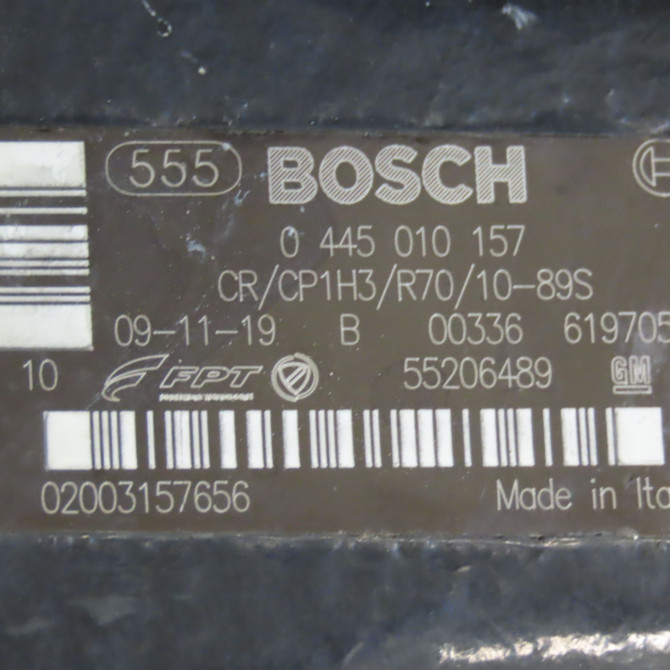 555 BOSCH
0 445 010 157
CR/CP1H3/R70/10-89S
09-11-19 B 00336 619705
10 FPT 55206489 GM
02003157656 Made in Ita